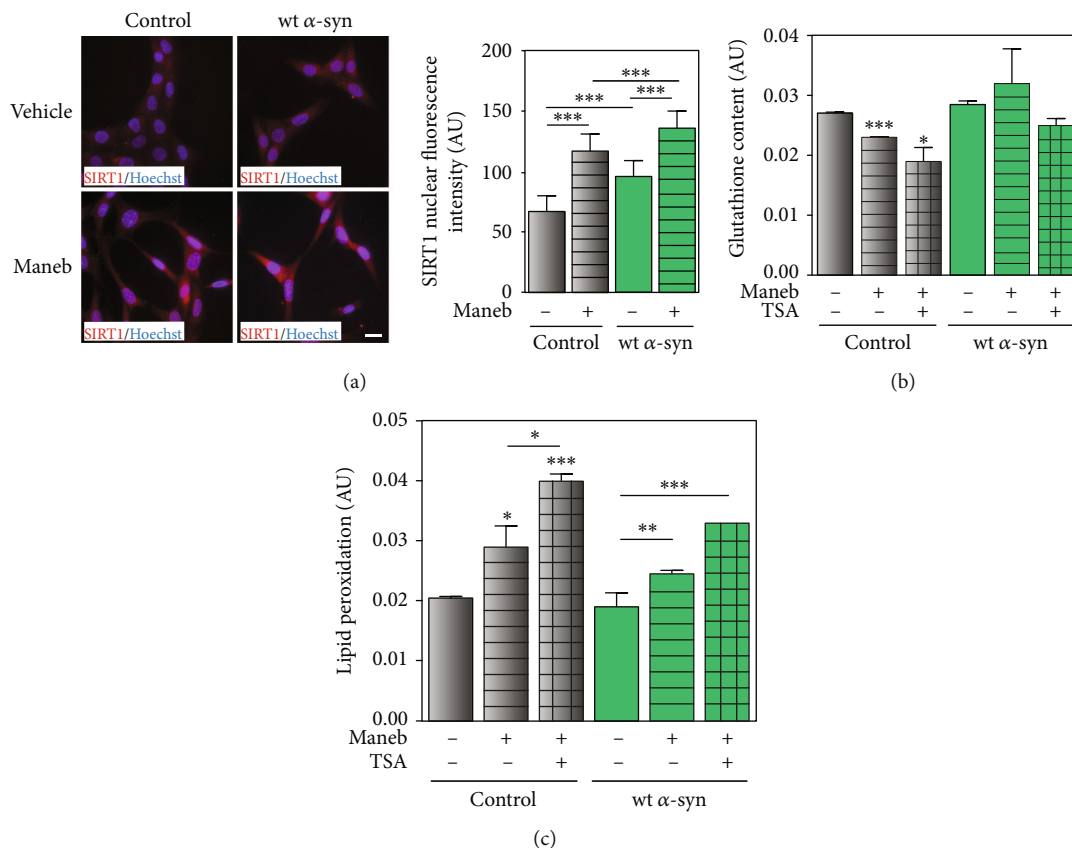 Control wt α-syn
Vehicle
SIRT1/Hoechst SIRT1/Hoechst
Maneb
SIRT1/Hoechst SIRT1/Hoechst
SIRT1 nuclear fluorescence
intensity (AU)
200
150
100
50
0
***
*** ***
*** 
Maneb – + – +
Control wt α-syn
(a)
Glutathione content (AU)
0.04
0.03
0.02
0.01
0.00
*** *
Maneb – + + – + +
TSA – – + – – +
Control wt α-syn
(b)
Lipid peroxidation (AU)
0.05
0.04
0.03
0.02
0.01
0.00
*
***
* 
***
**
Maneb – + + – + +
TSA – – + – – +
Control wt α-syn
(c)